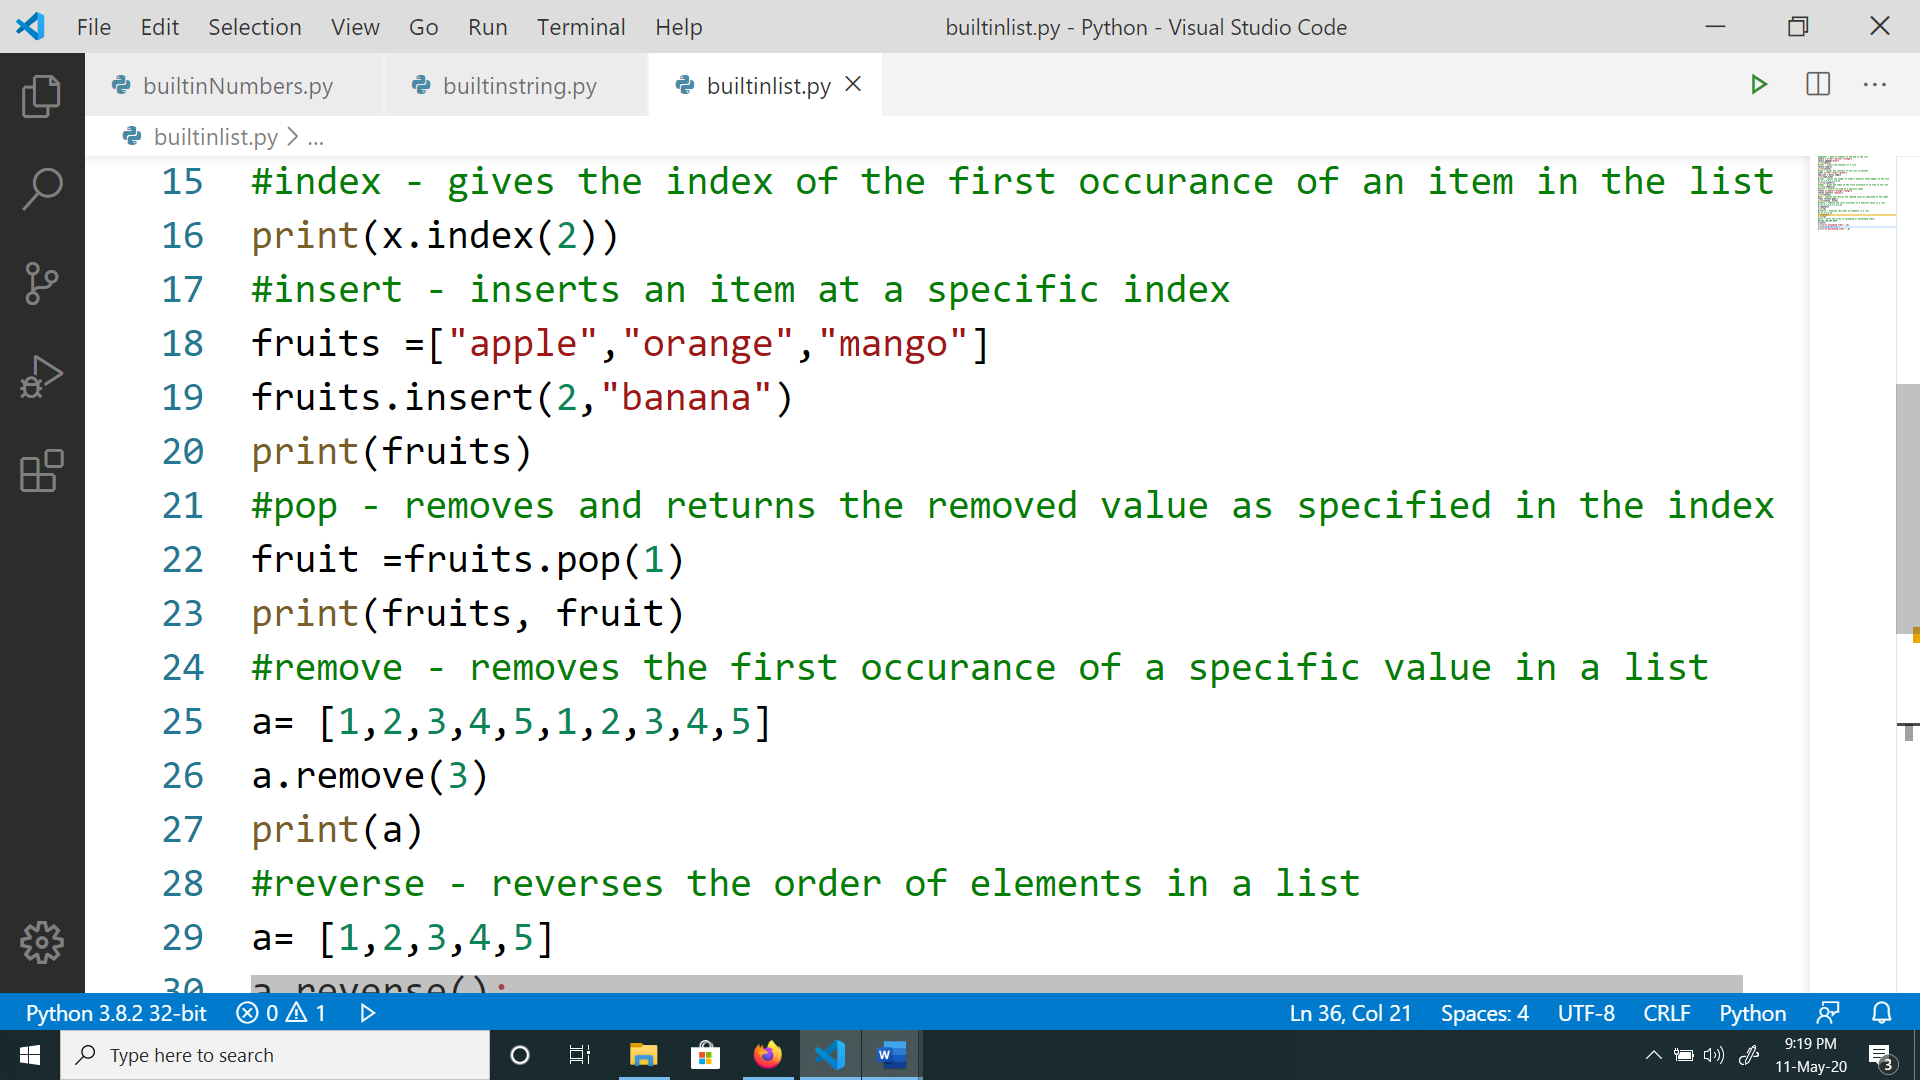 File Edit Selection View Go Run Terminal Help builtinlist.py - Python - Visual Studio Code
builtinNumbers.py builtinstring.py builtinlist.py
builtinlist.py > ...
15 #index - gives the index of the first occurance of an item in the list
16 print(x.index(2))
17 #insert - inserts an item at a specific index
18 fruits =["apple","orange","mango"]
19 fruits.insert(2,"banana")
20 print(fruits)
21 #pop - removes and returns the removed value as specified in the index
22 fruit =fruits.pop(1)
23 print(fruits, fruit)
24 #remove - removes the first occurance of a specific value in a list
25 a= [1,2,3,4,5,1,2,3,4,5]
26 a.remove(3)
27 print(a)
28 #reverse - reverses the order of elements in a list
29 a= [1,2,3,4,5]
30 a.reverse();
Python 3.8.2 32-bit 0 1 Ln 36, Col 21 Spaces: 4 UTF-8 CRLF Python
Type here to search 9:19 PM
11-May-20 3